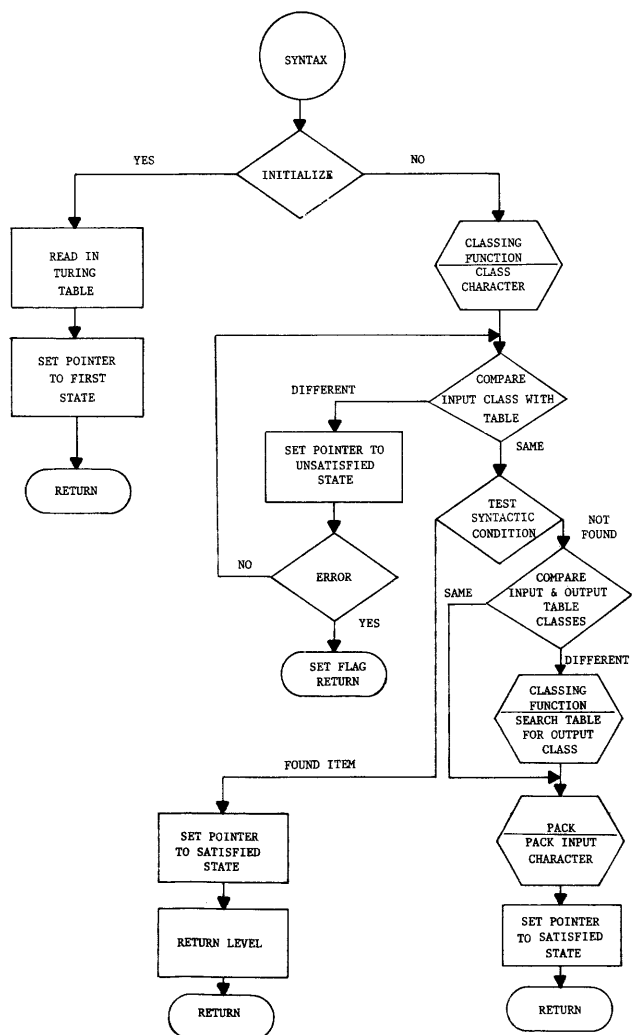 SYNTAX
YES
NO
INITIALIZE
READ IN
TURING
TABLE
CLASSING
FUNCTION
CLASS
CHARACTER
SET POINTER
TO FIRST
STATE
RETURN
COMPARE
INPUT CLASS WITH
TABLE
DIFFERENT
SAME
SET POINTER TO
UNSATISFIED
STATE
TEST
SYNTACTIC
CONDITION
NOT
FOUND
NO
ERROR
YES
SET FLAG
RETURN
COMPARE
INPUT & OUTPUT
TABLE
CLASSES
SAME
DIFFERENT
CLASSING
FUNCTION
SEARCH TABLE
FOR OUTPUT
CLASS
FOUND ITEM
SET POINTER
TO SATISFIED
STATE
RETURN LEVEL
RETURN
PACK
PACK INPUT
CHARACTER
SET POINTER
TO SATISFIED
STATE
RETURN